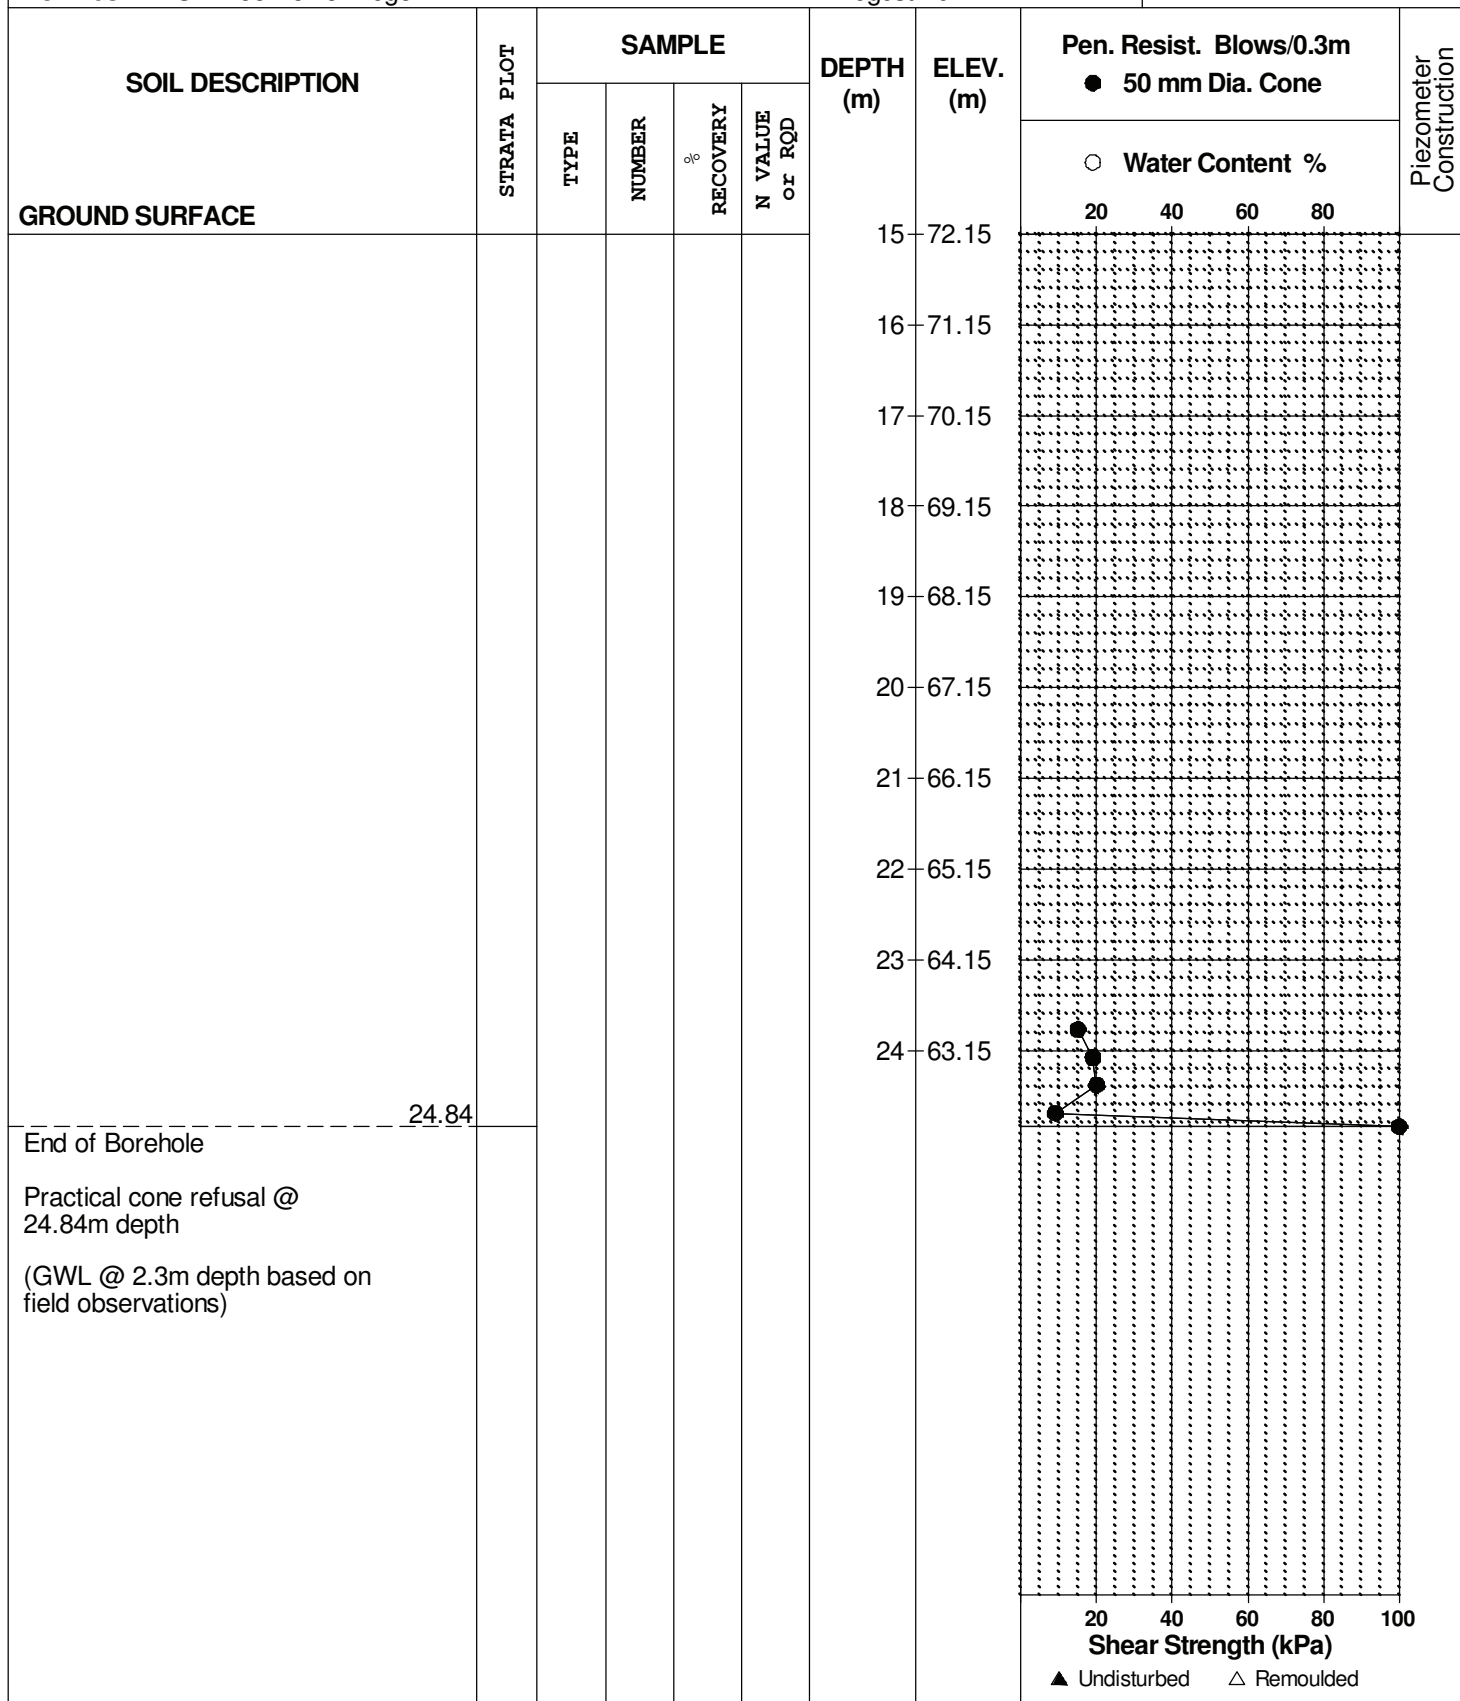 SOIL DESCRIPTION
GROUND SURFACE
STRATA PLOT
SAMPLE
TYPE
NUMBER
%
RECOVERY
N VALUE
or RQD
DEPTH
(m)
ELEV.
(m)
Pen. Resist. Blows/0.3m
● 50 mm Dia. Cone
○ Water Content %
20 40 60 80
Piezometer
Construction
15 72.15
16 71.15
17 70.15
18 69.15
19 68.15
20 67.15
21 66.15
22 65.15
23 64.15
24 63.15
24.84
End of Borehole
Practical cone refusal @
24.84m depth
(GWL @ 2.3m depth based on
field observations)
20 40 60 80 100
Shear Strength (kPa)
▲ Undisturbed △ Remoulded